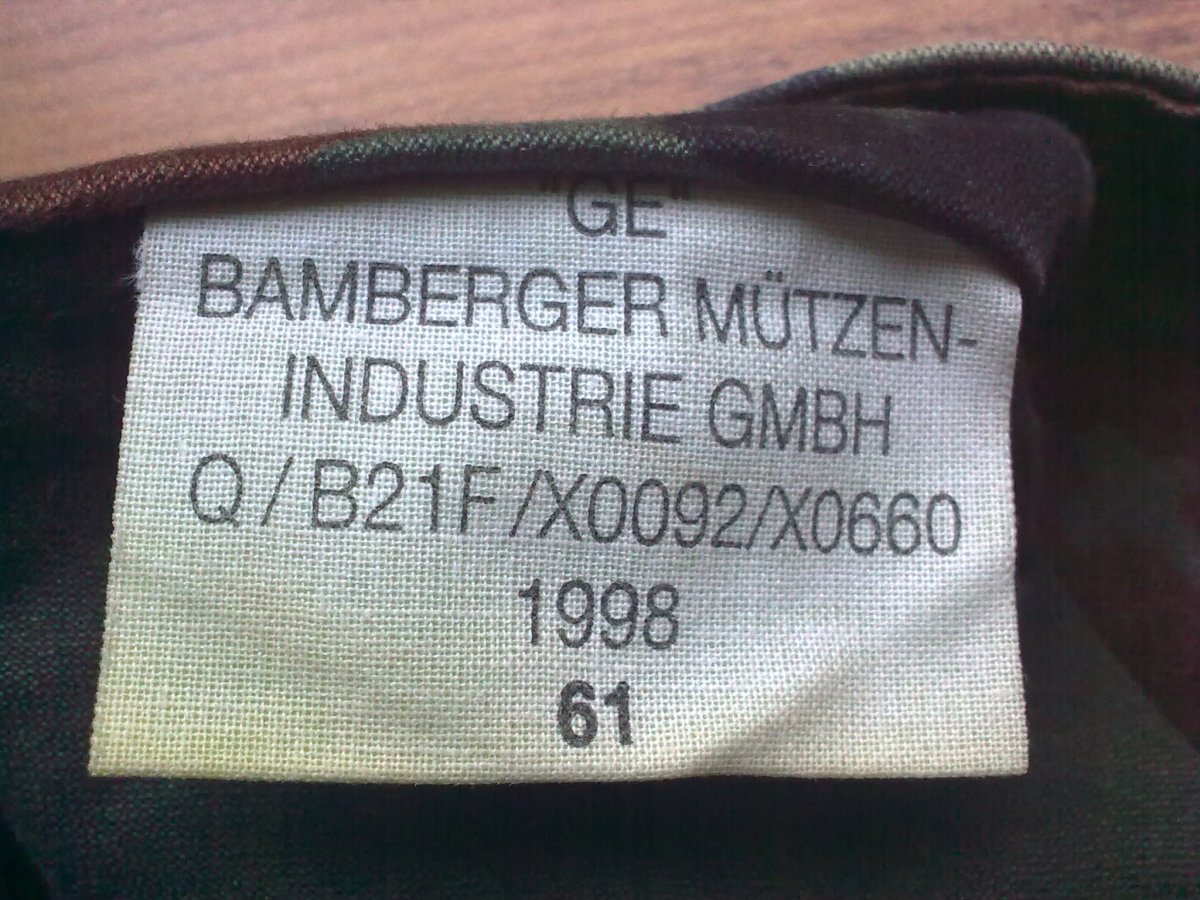 "GE"
BAMBERGER MÜTZEN-
INDUSTRIE GMBH
Q / B21F /X0092/X0660
1998
61